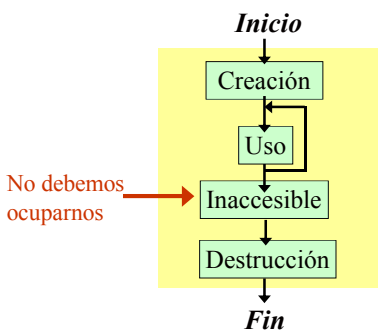 Inicio
Creación
Uso
No debemos
ocuparnos
Inaccesible
Destrucción
Fin